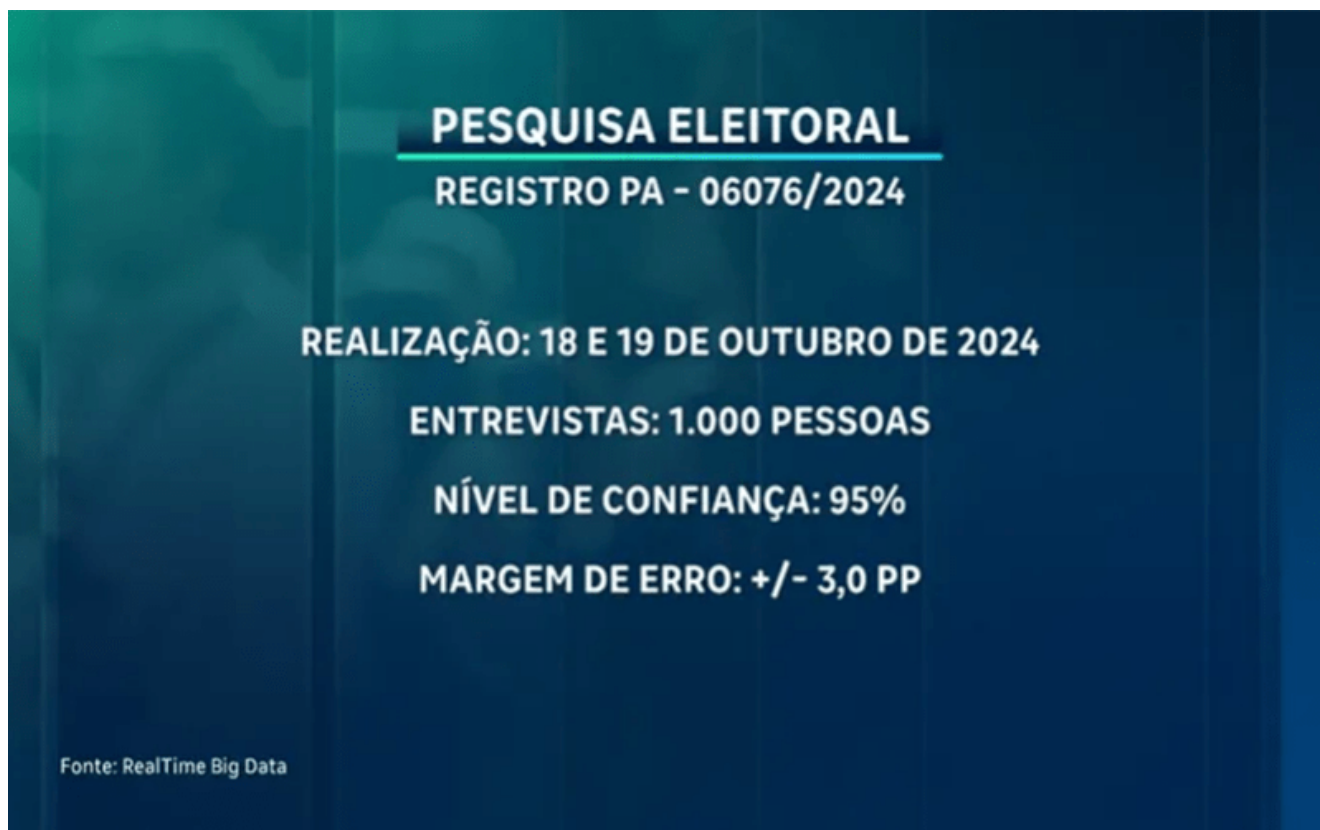 PESQUISA ELEITORAL
REGISTRO PA - 06076/2024
REALIZAÇÃO: 18 E 19 DE OUTUBRO DE 2024
ENTREVISTAS: 1.000 PESSOAS
NÍVEL DE CONFIANÇA: 95%
MARGEM DE ERRO: +/- 3,0 PP
Fonte: RealTime Big Data